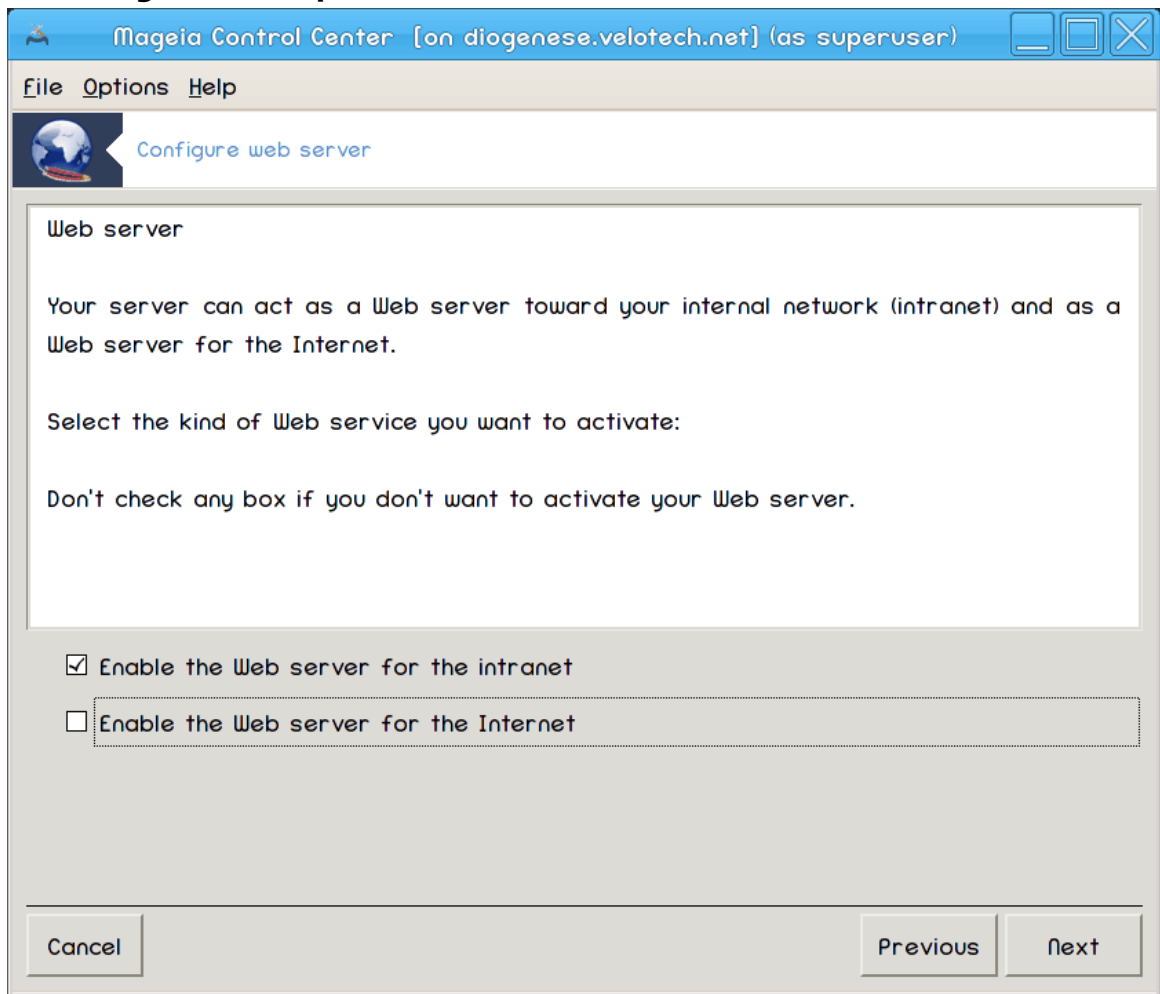 Mageia Control Center [on diogenese.velotech.net] (as superuser)
File Options Help
Configure web server
Web server
Your server can act as a Web server toward your internal network (intranet) and as a
Web server for the Internet.
Select the kind of Web service you want to activate:
Don't check any box if you don't want to activate your Web server.
Enable the Web server for the intranet
Enable the Web server for the Internet
Cancel Previous Next